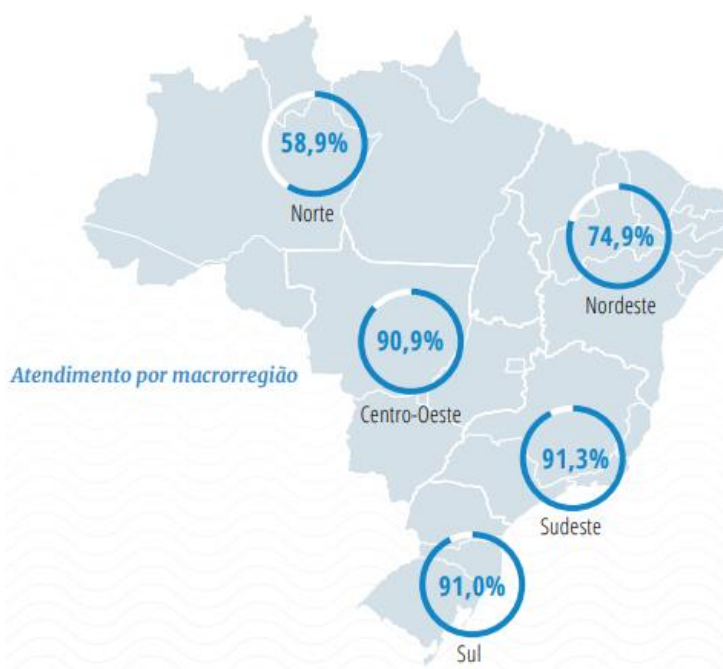 58,9%
Norte
74,9%
Nordeste
90,9%
Centro-Oeste
Atendimento por macrorregião
91,3%
Sudeste
91,0%
Sul